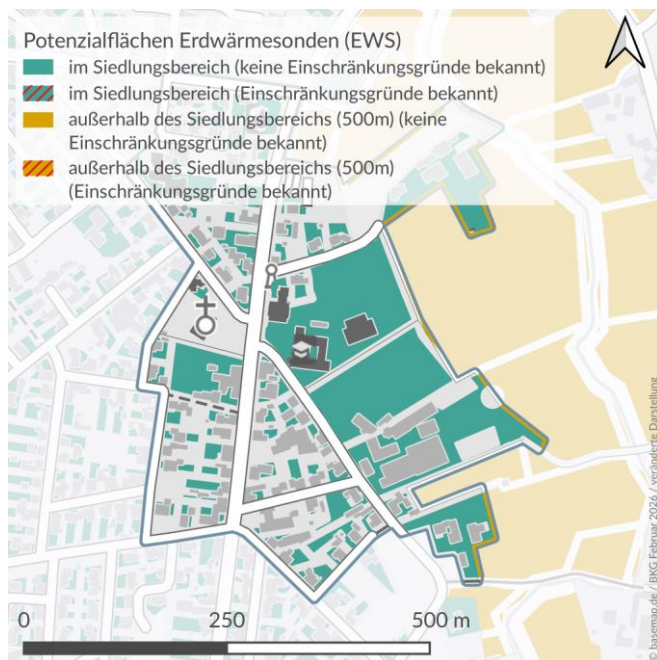 Potenzialflächen Erdwärmesonden (EWS)
im Siedlungsbereich (keine Einschränkungsgründe bekannt)
im Siedlungsbereich (Einschränkungsgründe bekannt)
außerhalb des Siedlungsbereichs (500m) (keine
Einschränkungsgründe bekannt)
außerhalb des Siedlungsbereichs (500m)
(Einschränkungsgründe bekannt)
0 250 500 m
© basemap.de / BKG Februar 2026 / veränderte Darstellung